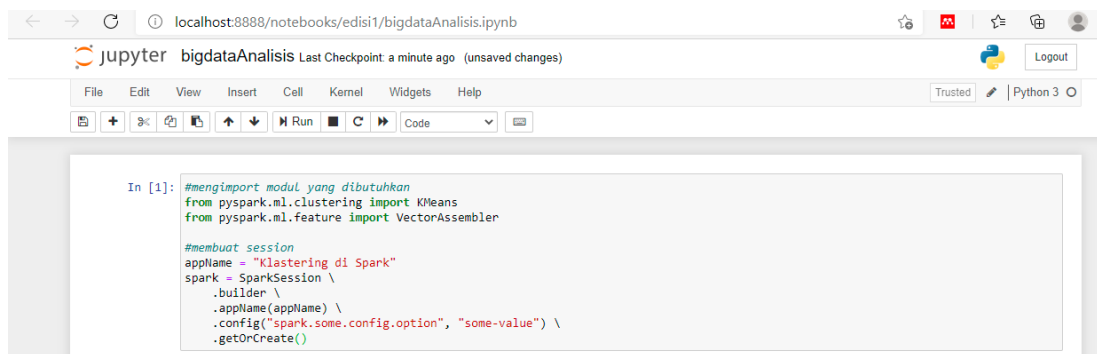 localhost:8888/notebooks/edisi1/bigdataAnalisis.ipynb
jupyter bigdataAnalisis Last Checkpoint: a minute ago (unsaved changes)
Logout
File Edit View Insert Cell Kernel Widgets Help
Trusted Python 3
Run Code
In [1]: #mengimport modul yang dibutuhkan
from pyspark.ml.clustering import KMeans
from pyspark.ml.feature import VectorAssembler
#membuat session
appName = "Klastering di Spark"
spark = SparkSession \
.builder \
.appName(appName) \
.config("spark.some.config.option", "some-value") \
.getOrCreate()